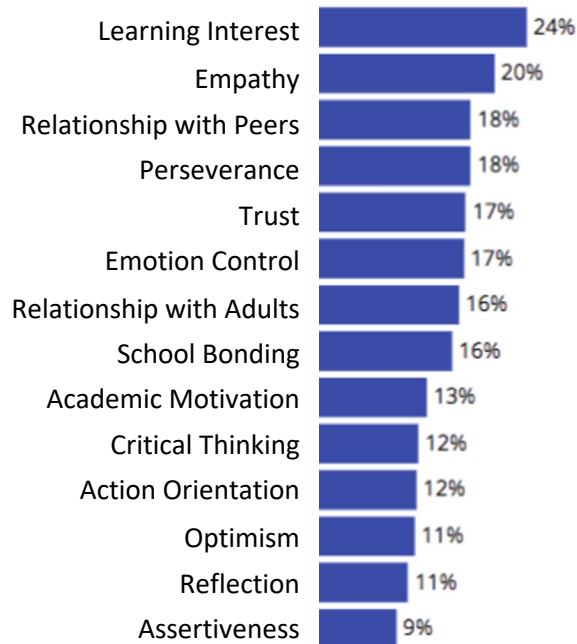 Learning Interest 24%
Empathy 20%
Relationship with Peers 18%
Perseverance 18%
Trust 17%
Emotion Control 17%
Relationship with Adults 16%
School Bonding 16%
Academic Motivation 13%
Critical Thinking 12%
Action Orientation 12%
Optimism 11%
Reflection 11%
Assertiveness 9%